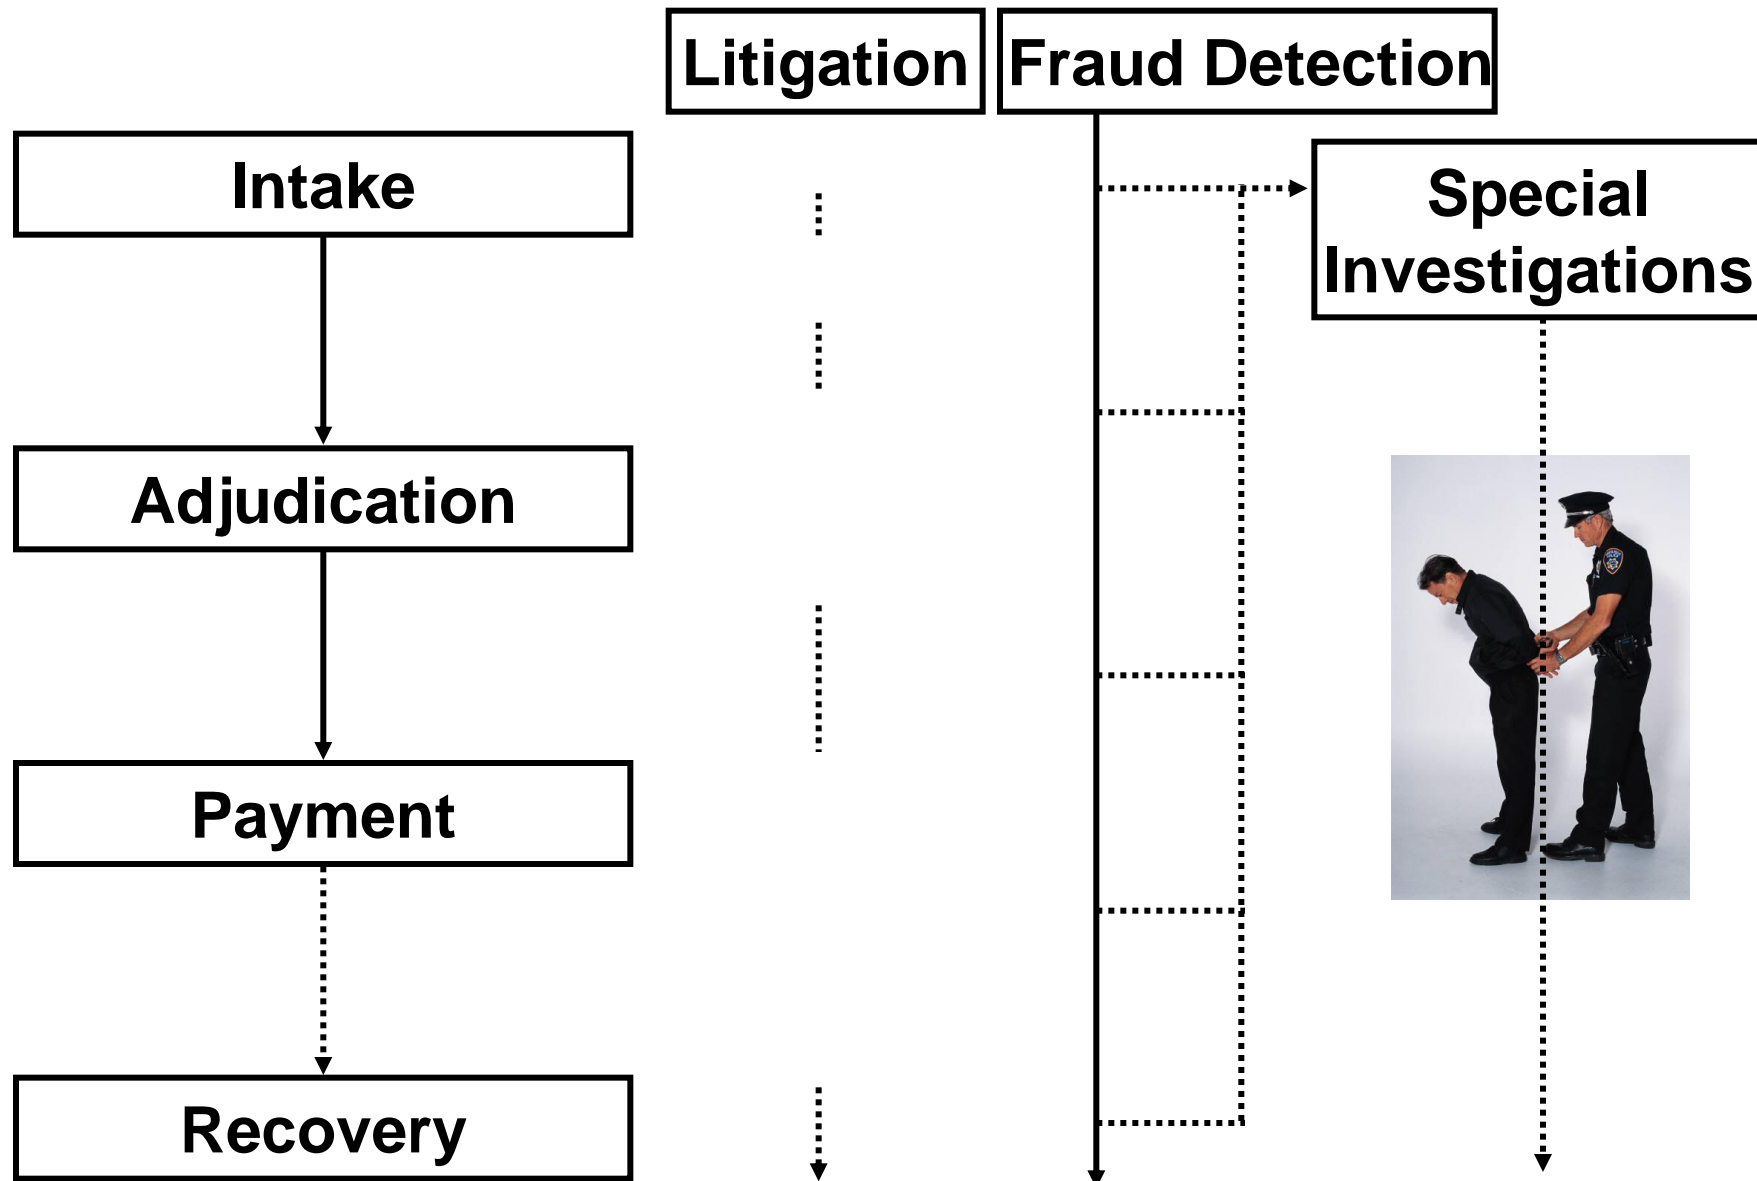 Litigation
Fraud Detection
Intake
Special
Investigations
Adjudication
Payment
Recovery